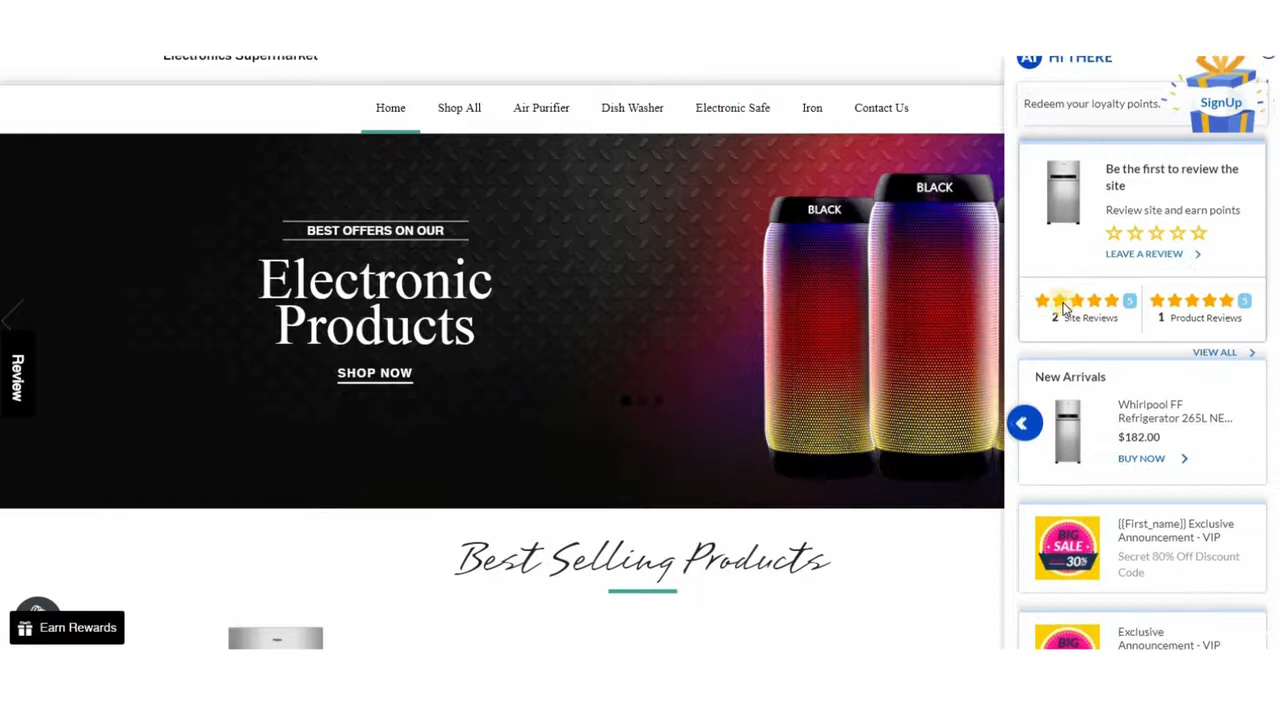 Electronics Supermarket
HI THERE
Redeem your loyalty points.
SignUp
Home Shop All Air Purifier Dish Washer Electronic Safe Iron Contact Us
BEST OFFERS ON OUR
Electronic
Products
SHOP NOW
BLACK
BLACK
Review
Be the first to review the
site
Review site and earn points
LEAVE A REVIEW
5
2 Site Reviews
5
1 Product Reviews
VIEW ALL
New Arrivals
Whirlpool FF
Refrigerator 265L NE...
$182.00
BUY NOW
BIG
SALE
30%
{{First_name}} Exclusive
Announcement - VIP
Secret 80% Off Discount
Code
BIG
Exclusive
Announcement - VIP
Best Selling Products
Earn Rewards